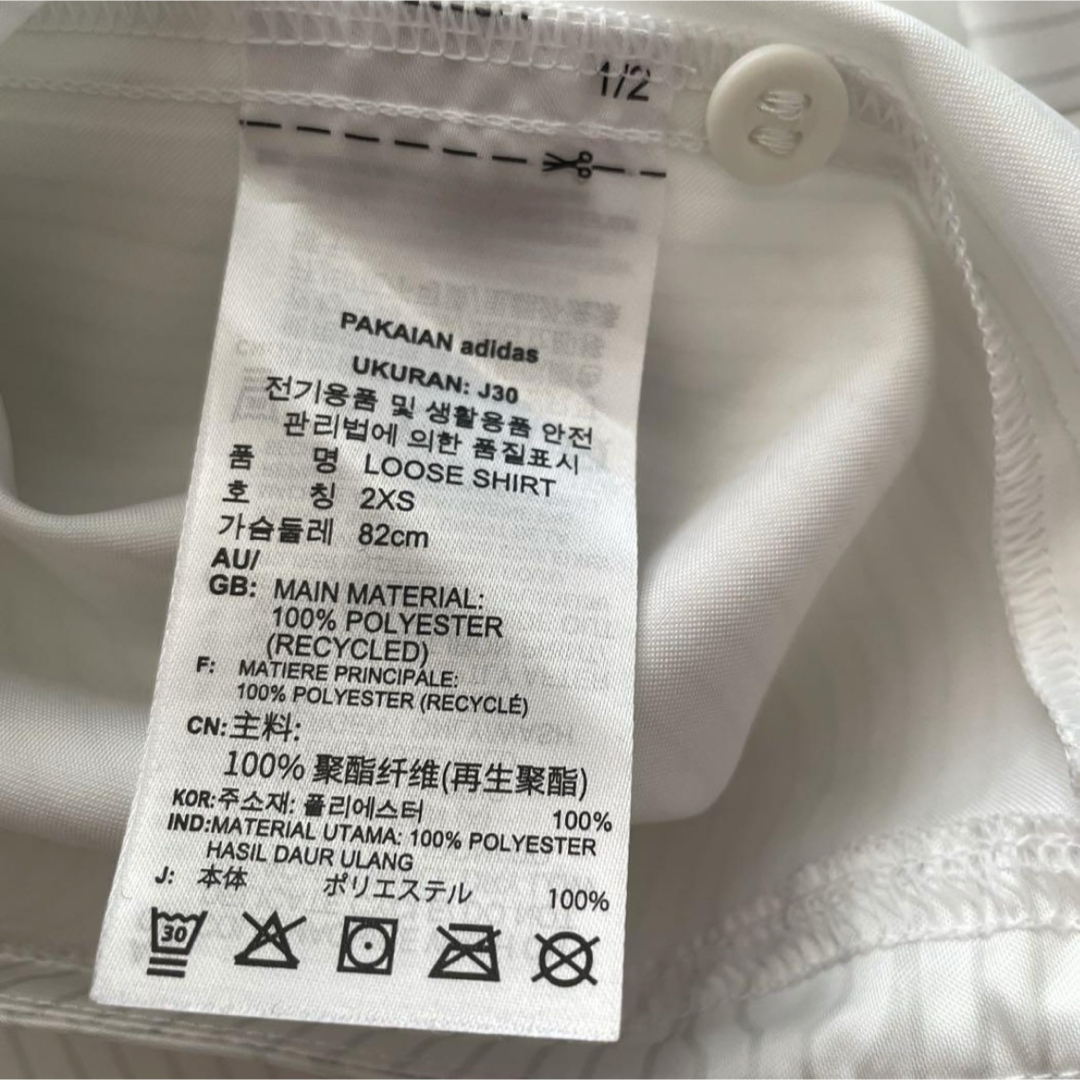 1/2
PAKAIAN adidas
UKURAN: J30
전기용품 및 생활용품 안전
관리법에 의한 품질표시
품 명 LOOSE SHIRT
호 칭 2XS
가슴둘레 82cm
AU/
GB: MAIN MATERIAL:
100% POLYESTER
(RECYCLED)
F: MATIERE PRINCIPALE:
100% POLYESTER (RECYCLÉ)
CN:主料:
100% 聚酯纤维(再生聚酯)
KOR:주소재: 폴리에스터 100%
IND:MATERIAL UTAMA: 100% POLYESTER
HASIL DAUR ULANG
J: 本体 ポリエステル 100%
30